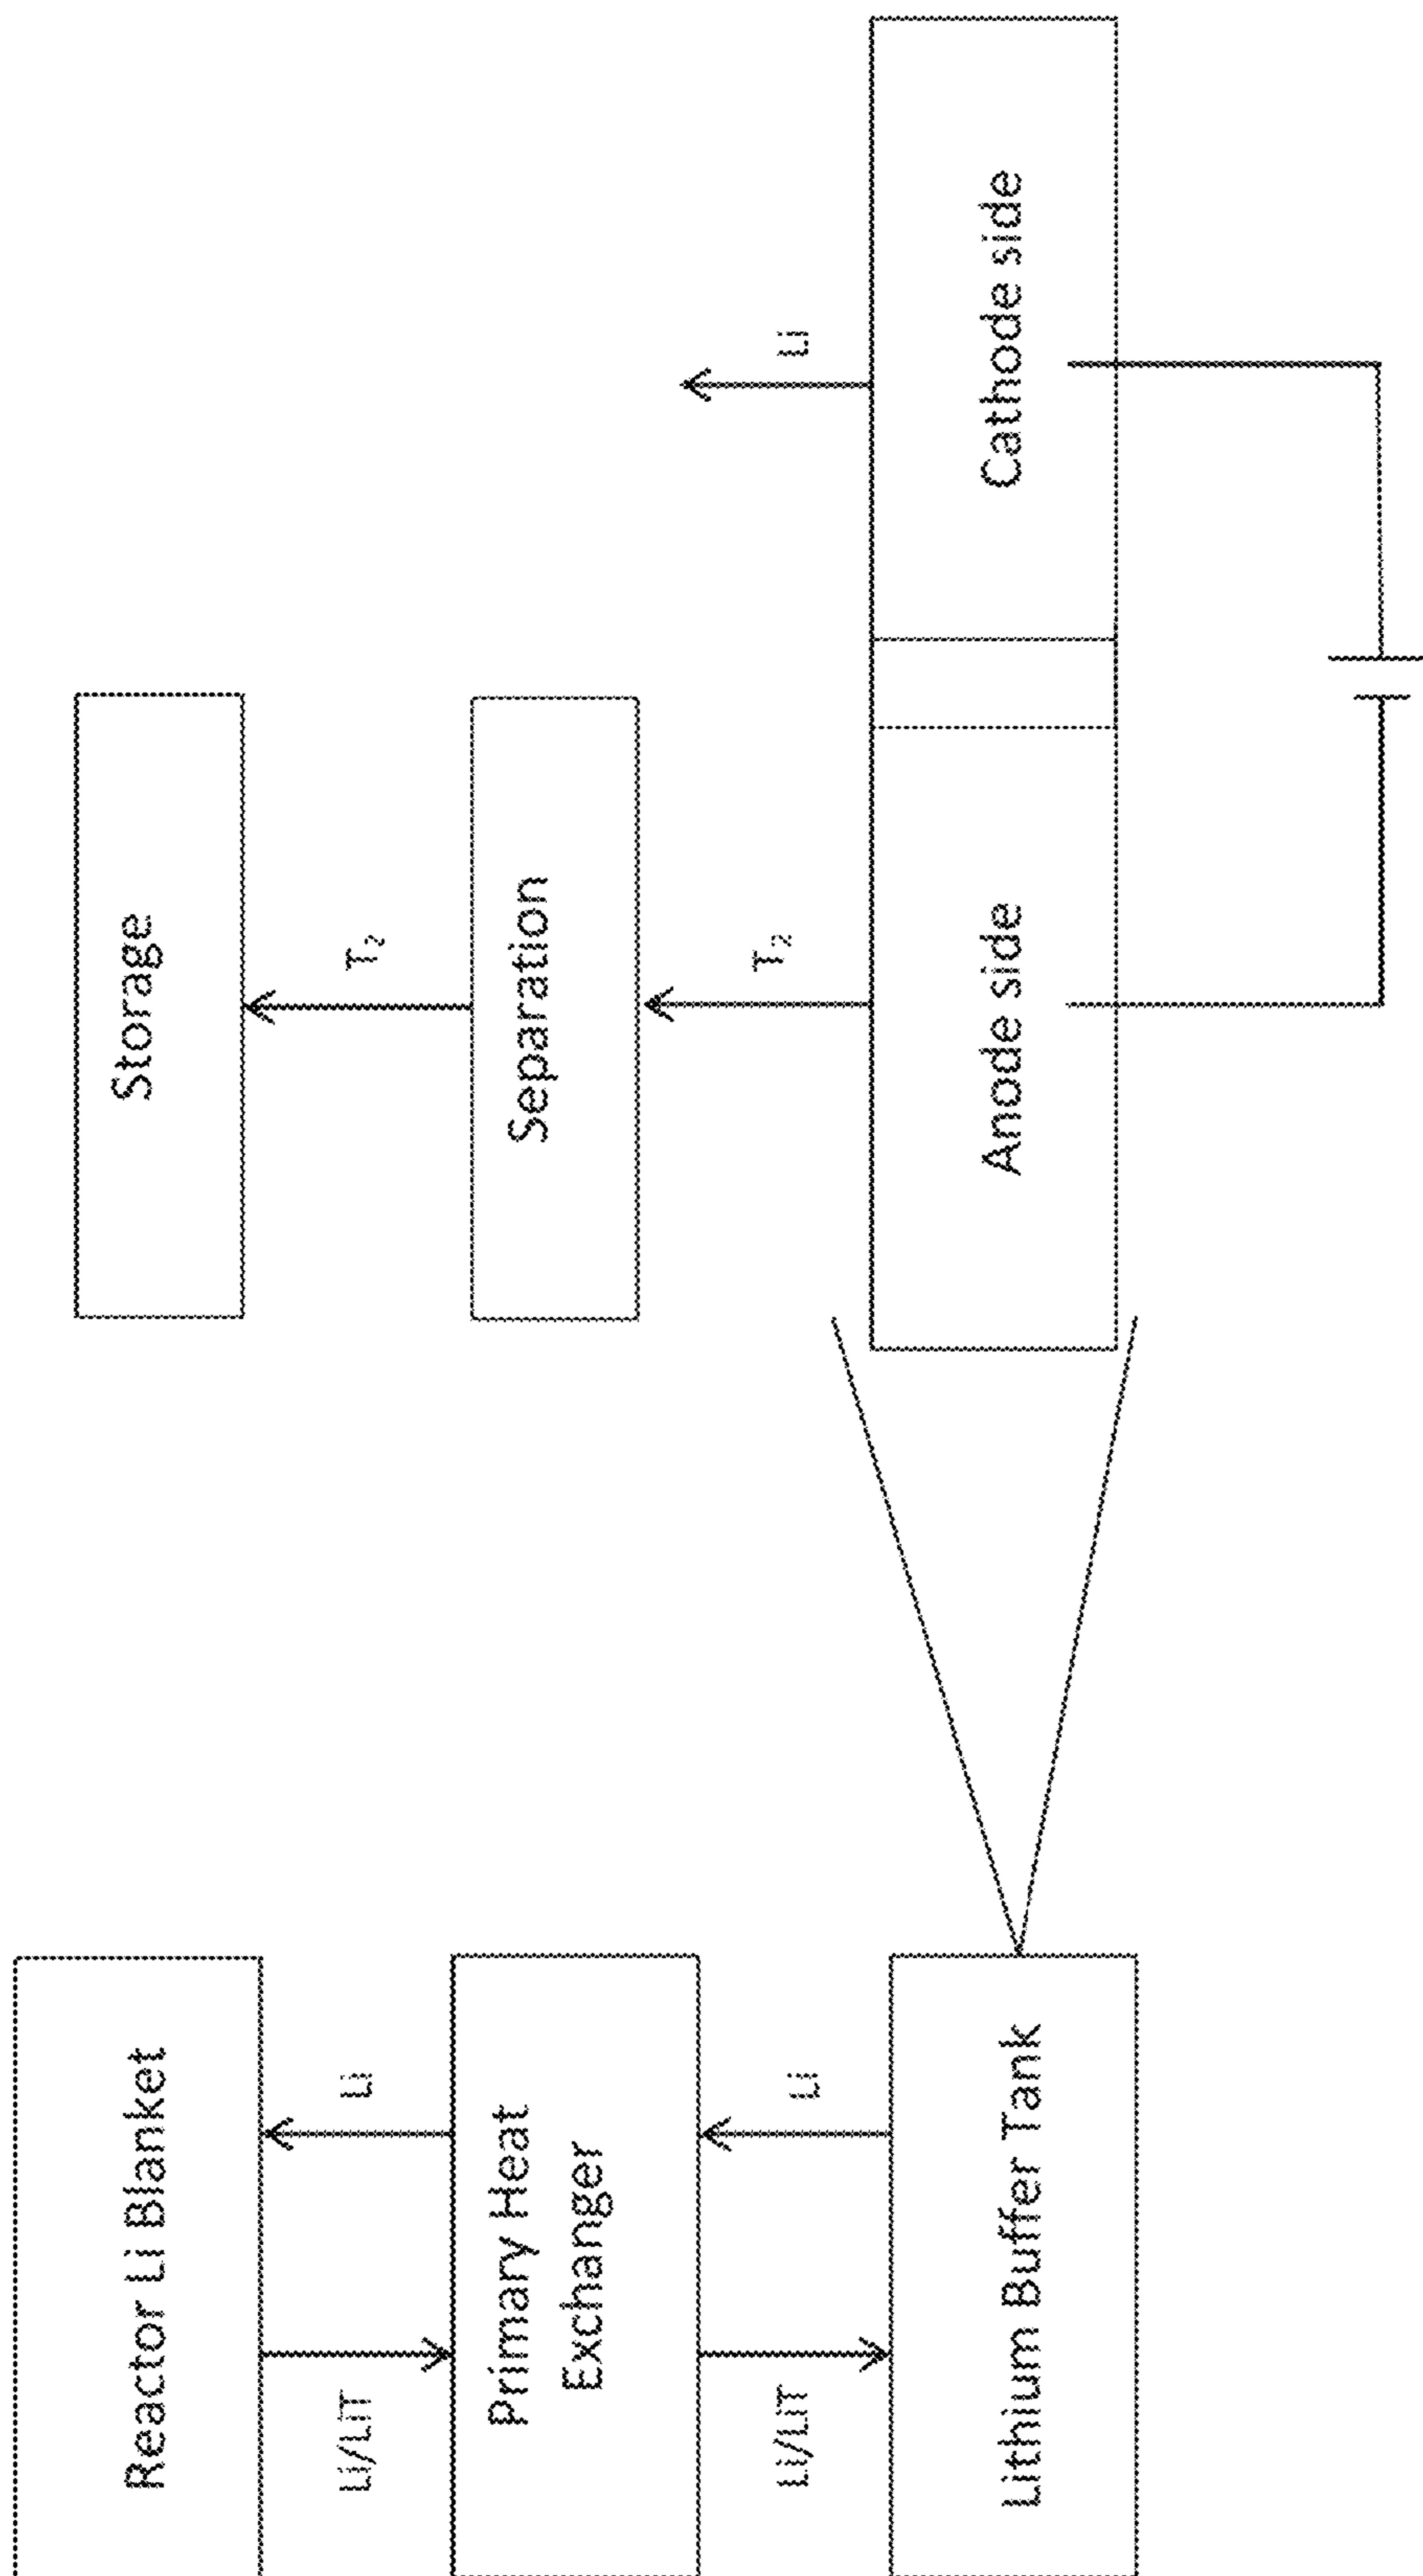 Reactor Li Blanket
Li/LiT
Li
Primary Heat
Exchanger
Li/LiT
Li
Lithium Buffer Tank
Storage
T₂
Separation
T₂
Li
Anode side
Cathode side